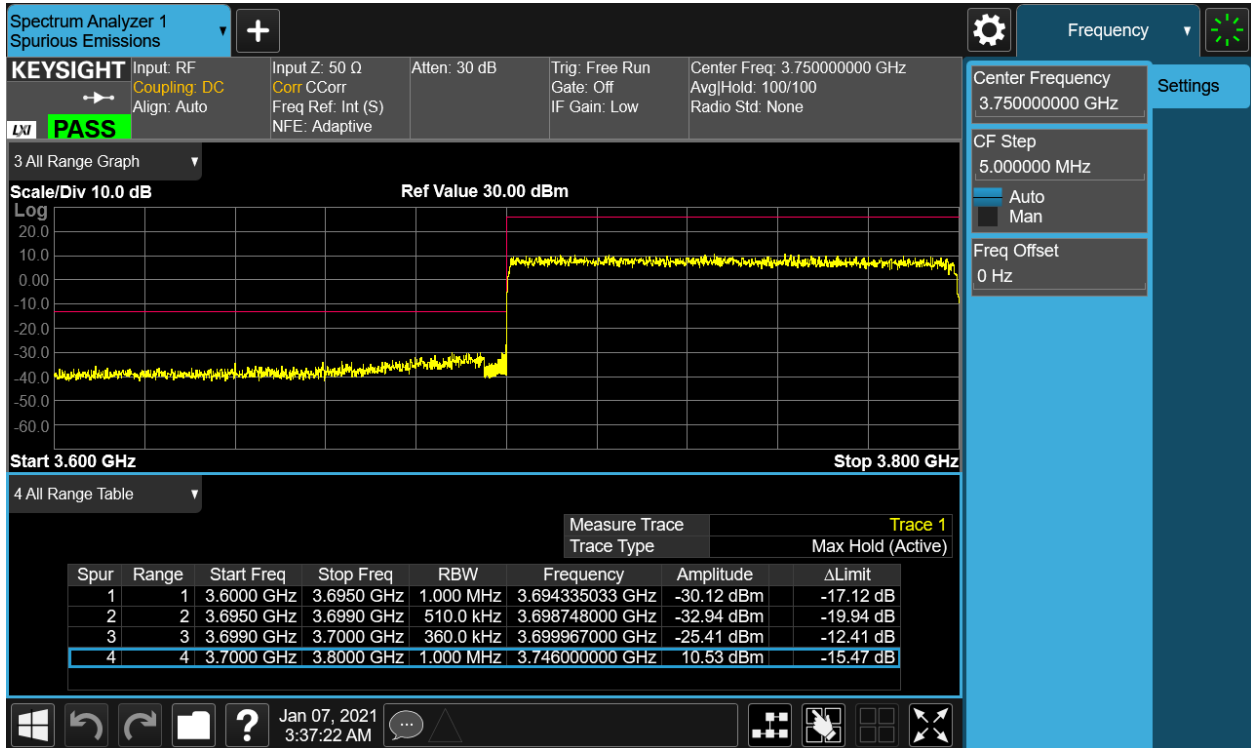 Spectrum Analyzer 1
Spurious Emissions
+
Frequency
KEYSIGHT
Input: RF
Coupling: DC
Align: Auto
Input Z: 50 Ω
Corr CCorr
Freq Ref: Int (S)
NFE: Adaptive
Atten: 30 dB
Trig: Free Run
Gate: Off
IF Gain: Low
Center Freq: 3.750000000 GHz
Avg|Hold: 100/100
Radio Std: None
LXI
PASS
Center Frequency
3.750000000 GHz
Settings
CF Step
5.000000 MHz
Auto
Man
Freq Offset
0 Hz
3 All Range Graph
Scale/Div 10.0 dB
Ref Value 30.00 dBm
Log
20.0
10.0
0.00
-10.0
-20.0
-30.0
-40.0
-50.0
-60.0
Start 3.600 GHz
Stop 3.800 GHz
4 All Range Table
Measure Trace Trace 1
Trace Type Max Hold (Active)
Spur Range Start Freq Stop Freq RBW Frequency Amplitude ΔLimit
1 1 3.6000 GHz 3.6950 GHz 1.000 MHz 3.694335033 GHz -30.12 dBm -17.12 dB
2 2 3.6950 GHz 3.6990 GHz 510.0 kHz 3.698748000 GHz -32.94 dBm -19.94 dB
3 3 3.6990 GHz 3.7000 GHz 360.0 kHz 3.699967000 GHz -25.41 dBm -12.41 dB
4 4 3.7000 GHz 3.8000 GHz 1.000 MHz 3.746000000 GHz 10.53 dBm -15.47 dB
?
Jan 07, 2021
3:37:22 AM